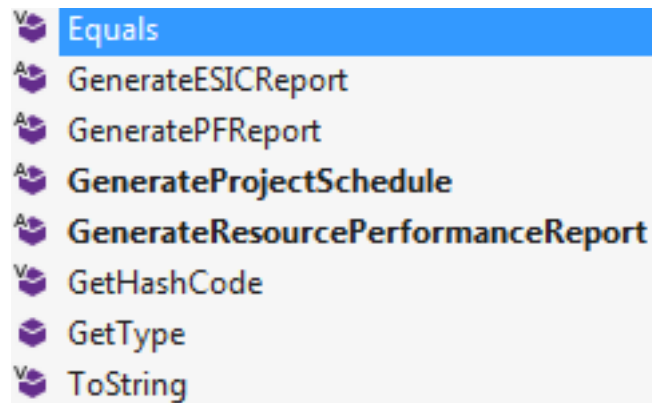 V Equals
A GenerateESICReport
A GeneratePFReport
A GenerateProjectSchedule
A GenerateResourcePerformanceReport
V GetHashCode
GetType
V ToString